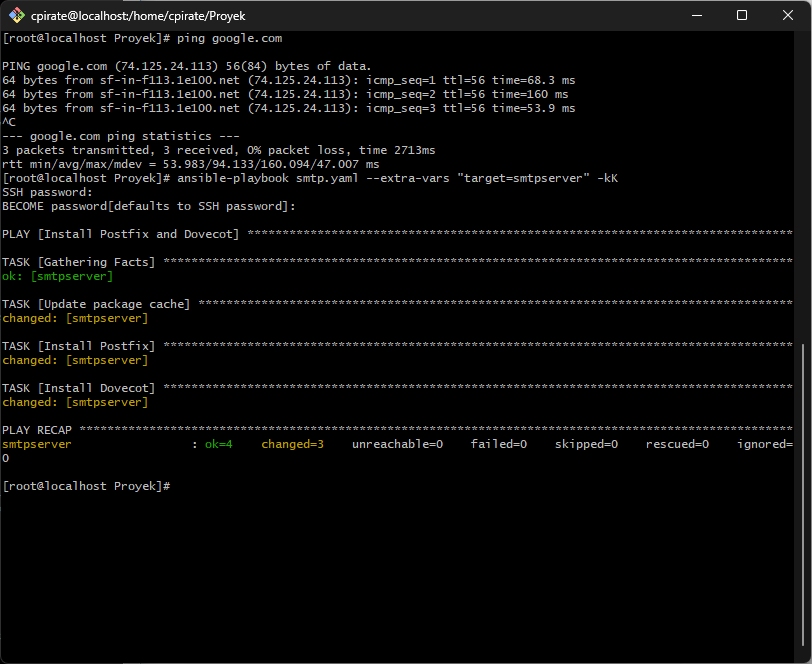 cpirate@localhost:/home/cpirate/Proyek
[root@localhost Proyek]# ping google.com
PING google.com (74.125.24.113) 56(84) bytes of data.
64 bytes from sf-in-f113.1e100.net (74.125.24.113): icmp_seq=1 ttl=56 time=68.3 ms
64 bytes from sf-in-f113.1e100.net (74.125.24.113): icmp_seq=2 ttl=56 time=160 ms
64 bytes from sf-in-f113.1e100.net (74.125.24.113): icmp_seq=3 ttl=56 time=53.9 ms
^C
--- google.com ping statistics ---
3 packets transmitted, 3 received, 0% packet loss, time 2713ms
rtt min/avg/max/mdev = 53.983/94.133/160.094/47.007 ms
[root@localhost Proyek]# ansible-playbook smtp.yaml --extra-vars "target=smtpserver" -kK
SSH password:
BECOME password[defaults to SSH password]:
PLAY [Install Postfix and Dovecot] ******************************************************************************
TASK [Gathering Facts] ******************************************************************************************
ok: [smtpserver]
TASK [Update package cache] *************************************************************************************
changed: [smtpserver]
TASK [Install Postfix] ******************************************************************************************
changed: [smtpserver]
TASK [Install Dovecot] ******************************************************************************************
changed: [smtpserver]
PLAY RECAP ******************************************************************************************************
smtpserver                 : ok=4    changed=3    unreachable=0    failed=0    skipped=0    rescued=0    ignored=
0
[root@localhost Proyek]#